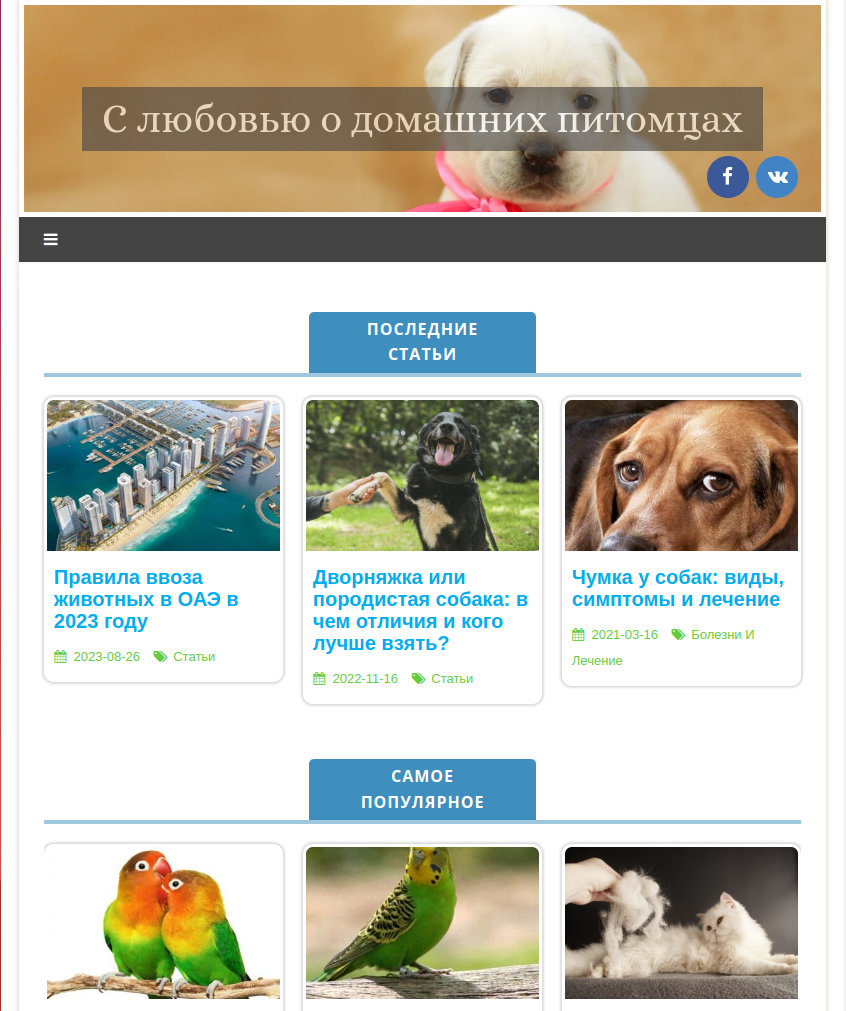 С любовью о домашних питомцах
ПОСЛЕДНИЕ
СТАТЬИ
Правила ввоза
животных в ОАЭ в
2023 году
2023-08-26 Статьи
Дворняжка или
породистая собака: в
чем отличия и кого
лучше взять?
2022-11-16 Статьи
Чумка у собак: виды,
симптомы и лечение
2021-03-16 Болезни И
Лечение
САМОЕ
ПОПУЛЯРНОЕ